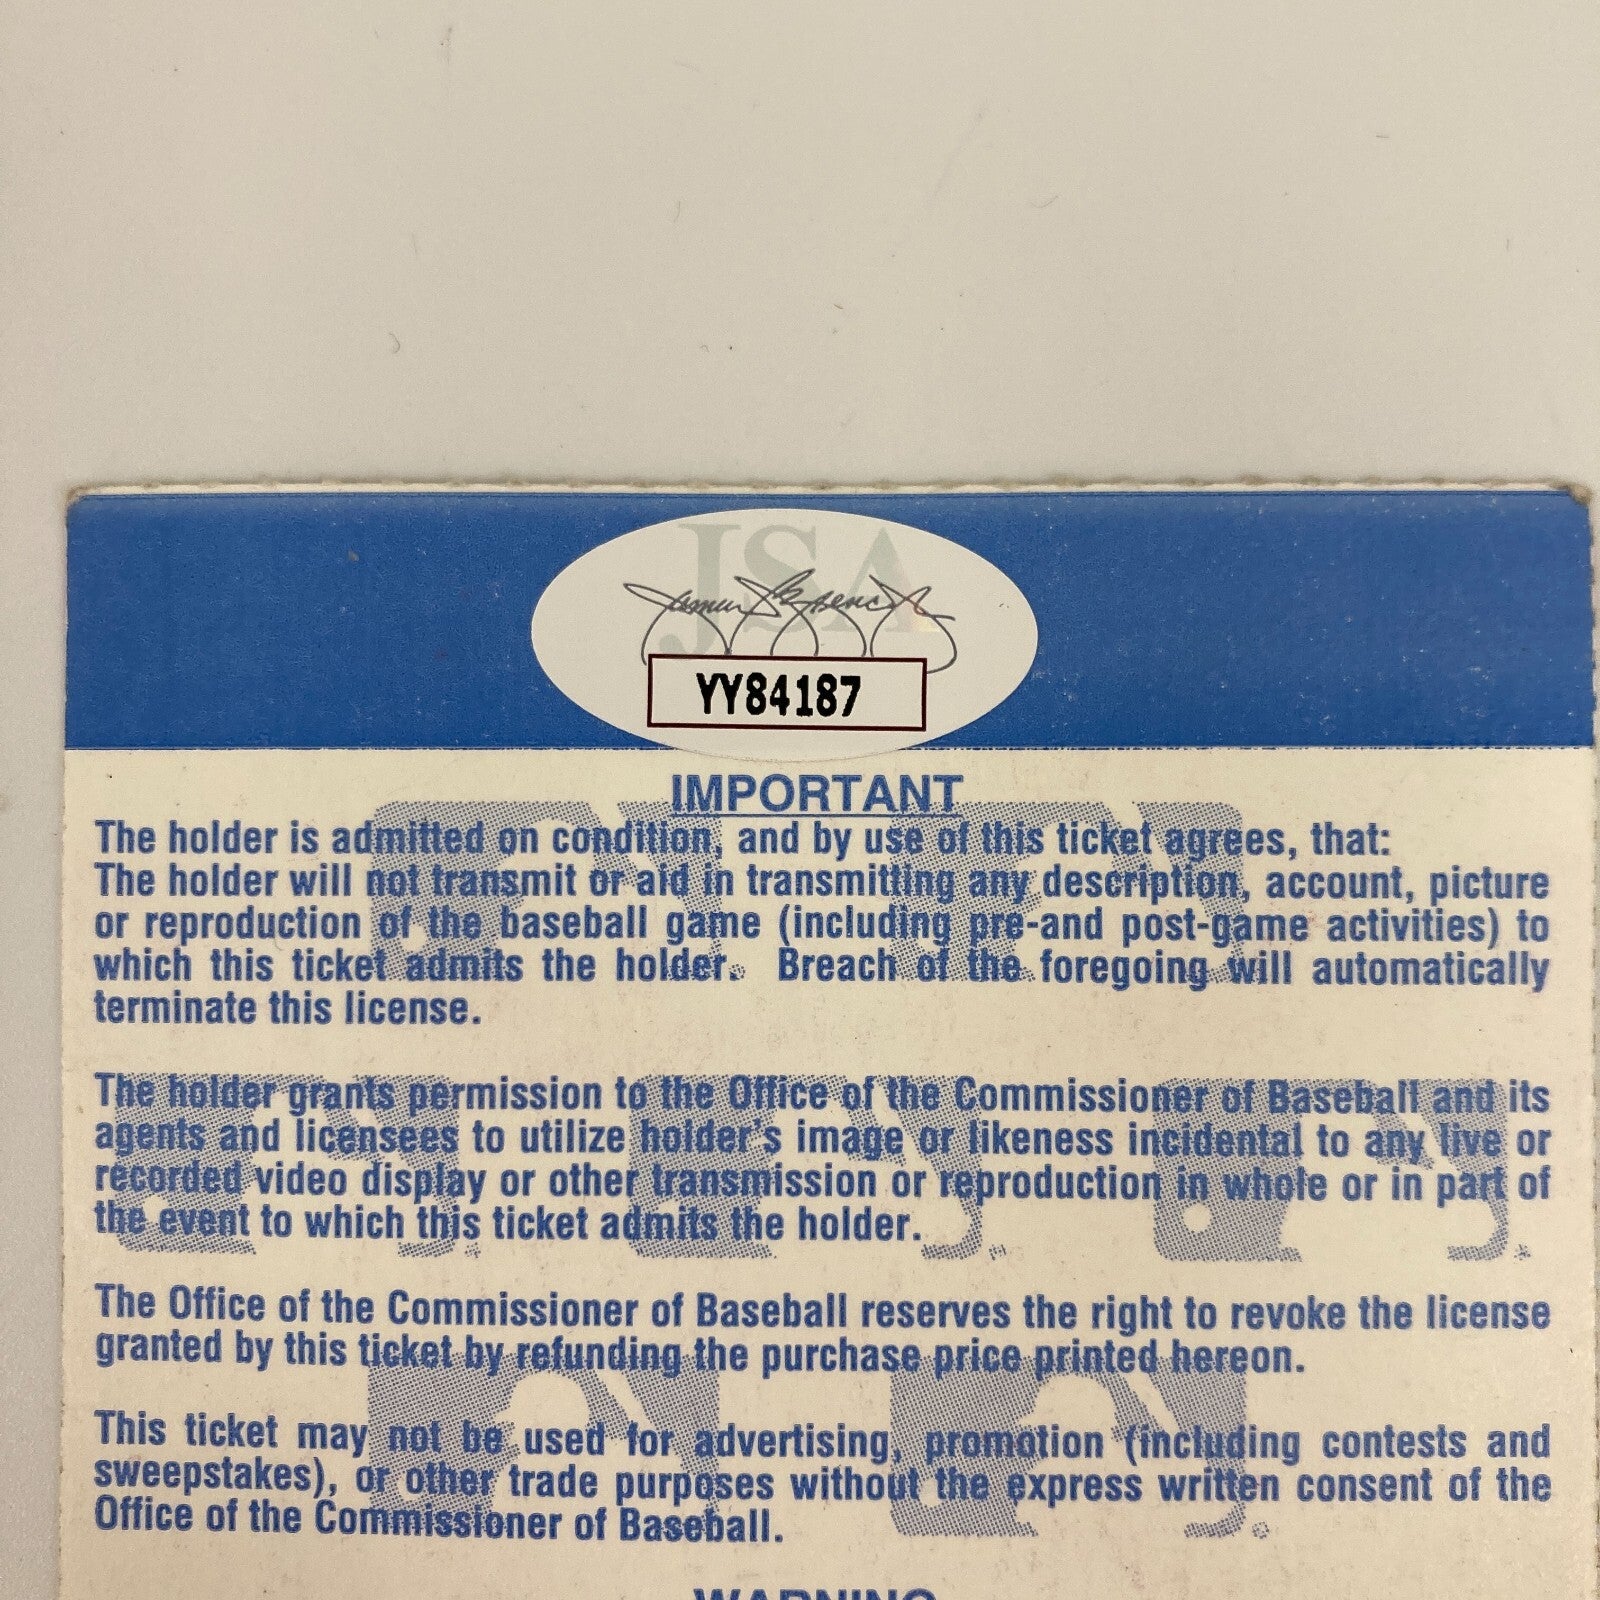 JSA
James J. Spence Jr.
YY84187
IMPORTANT
The holder is admitted on condition, and by use of this ticket agrees, that:
The holder will not transmit or aid in transmitting any description, account, picture
or reproduction of the baseball game (including pre-and post-game activities) to
which this ticket admits the holder. Breach of the foregoing will automatically
terminate this license.
The holder grants permission to the Office of the Commissioner of Baseball and its
agents and licensees to utilize holder's image or likeness incidental to any live or
recorded video display or other transmission or reproduction in whole or in part of
the event to which this ticket admits the holder.
The Office of the Commissioner of Baseball reserves the right to revoke the license
granted by this ticket by refunding the purchase price printed hereon.
This ticket may not be used for advertising, promotion (including contests and
sweepstakes), or other trade purposes without the express written consent of the
Office of the Commissioner of Baseball.
WARNING